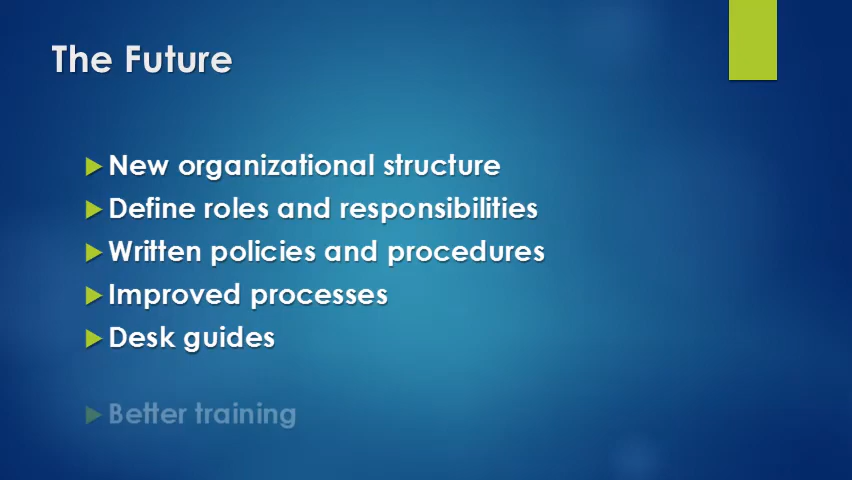 The Future
New organizational structure
Define roles and responsibilities
Written policies and procedures
Improved processes
Desk guides
Better training